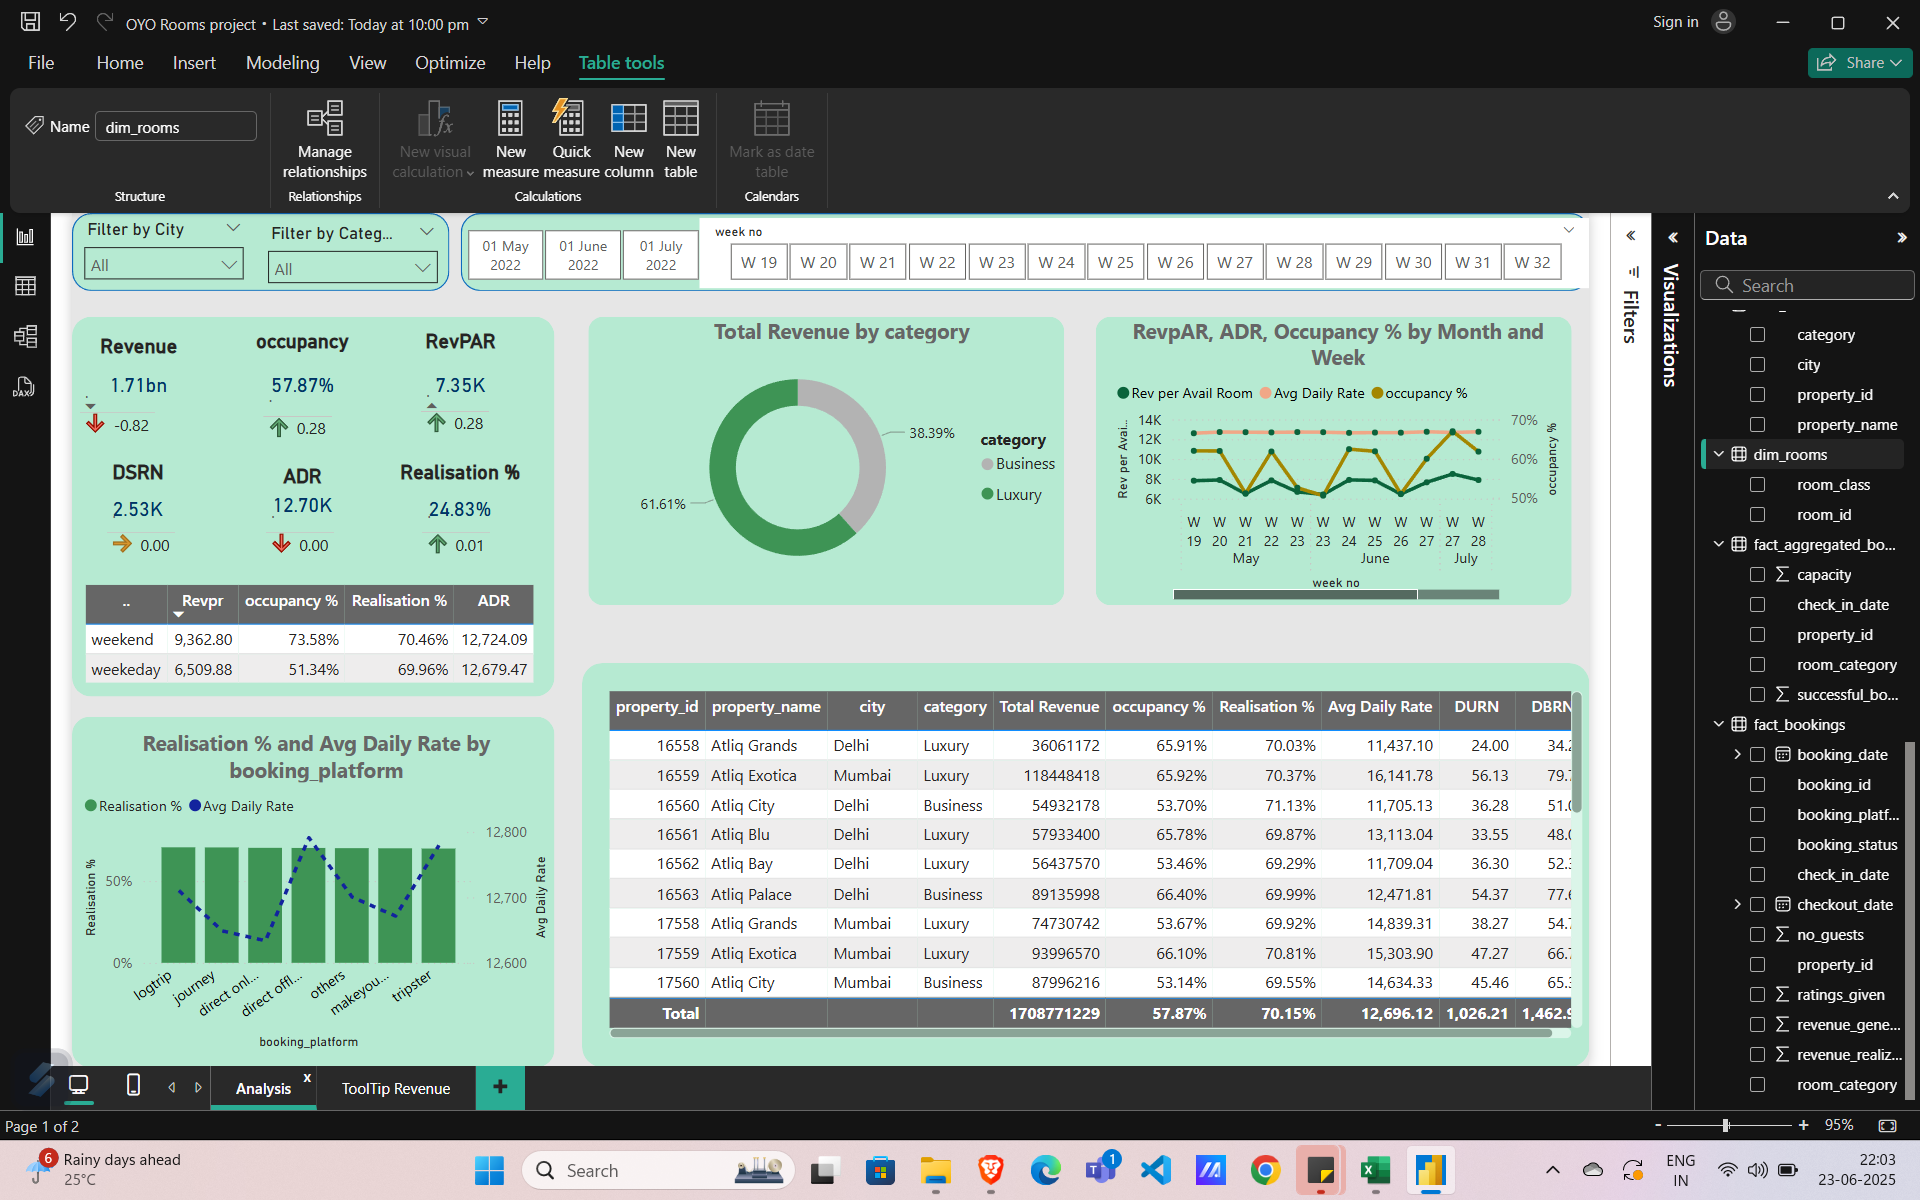 OYO Rooms project • Last saved: Today at 10:00 pm
Sign in
File Home Insert Modeling View Optimize Help Table tools
Share
Name dim_rooms
Manage relationships
New visual calculation
New measure
Quick measure
New column
New table
Mark as date table
Structure
Relationships
Calculations
Calendars
Filter by City
All
Filter by Categ...
All
01 May 2022
01 June 2022
01 July 2022
week no
W 19 W 20 W 21 W 22 W 23 W 24 W 25 W 26 W 27 W 28 W 29 W 30 W 31 W 32
Revenue
1.71bn
-0.82
occupancy
57.87%
0.28
RevPAR
7.35K
0.28
DSRN
2.53K
0.00
ADR
12.70K
0.00
Realisation %
24.83%
0.01
.. Revpr occupancy % Realisation % ADR
weekend 9,362.80 73.58% 70.46% 12,724.09
weekeday 6,509.88 51.34% 69.96% 12,679.47
Total Revenue by category
38.39%
61.61%
category
Business
Luxury
RevpAR, ADR, Occupancy % by Month and
Week
Rev per Avail Room Avg Daily Rate occupancy %
Rev per Avai...
14K
12K
10K
8K
6K
70%
60%
50%
occupancy %
W W W W W W W W W W W W
19 20 21 22 23 23 24 25 26 27 27 28
May June July
week no
Realisation % and Avg Daily Rate by
booking_platform
Realisation % Avg Daily Rate
Realisation %
50%
0%
12,800
12,700
12,600
Avg Daily Rate
logtrip journey direct onl... direct offl... others makeyou... tripster
booking_platform
property_id property_name city category Total Revenue occupancy % Realisation % Avg Daily Rate DURN DBRN
16558 Atliq Grands Delhi Luxury 36061172 65.91% 70.03% 11,437.10 24.00 34.2
16559 Atliq Exotica Mumbai Luxury 118448418 65.92% 70.37% 16,141.78 56.13 79.7
16560 Atliq City Delhi Business 54932178 53.70% 71.13% 11,705.13 36.28 51.0
16561 Atliq Blu Delhi Luxury 57933400 65.78% 69.87% 13,113.04 33.55 48.0
16562 Atliq Bay Delhi Luxury 56437570 53.46% 69.29% 11,709.04 36.30 52.3
16563 Atliq Palace Delhi Business 89135998 66.40% 69.99% 12,471.81 54.37 77.6
17558 Atliq Grands Mumbai Luxury 74730742 53.67% 69.92% 14,839.31 38.27 54.7
17559 Atliq Exotica Mumbai Luxury 93996570 66.10% 70.81% 15,303.90 47.27 66.7
17560 Atliq City Mumbai Business 87996216 53.14% 69.55% 14,634.33 45.46 65.3
Total 1708771229 57.87% 70.15% 12,696.12 1,026.21 1,462.9
Filters
Visualizations
Data
Search
category
city
property_id
property_name
dim_rooms
room_class
room_id
fact_aggregated_bo...
capacity
check_in_date
property_id
room_category
successful_bo...
fact_bookings
booking_date
booking_id
booking_platf...
booking_status
check_in_date
checkout_date
no_guests
property_id
ratings_given
revenue_gene...
revenue_realiz...
room_category
Analysis x
ToolTip Revenue
+
Page 1 of 2
- + 95%
6
Rainy days ahead
25°C
Search
1
ENG
IN
22:03
23-06-2025